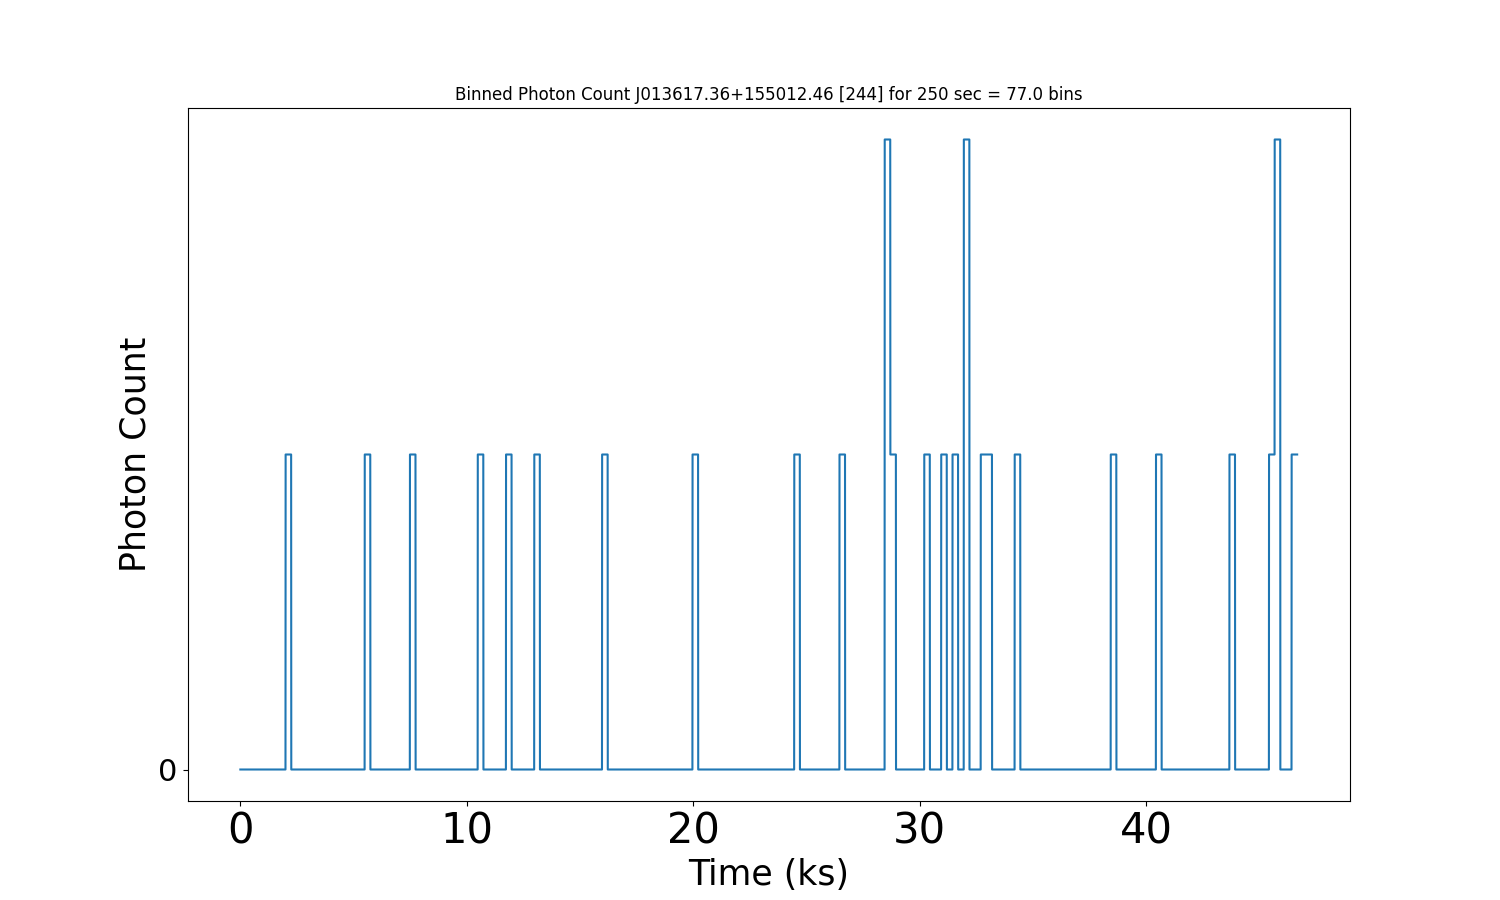 Binned Photon Count J013617.36+155012.46 [244] for 250 sec = 77.0 bins
Photon Count
0
0 10 20 30 40
Time (ks)